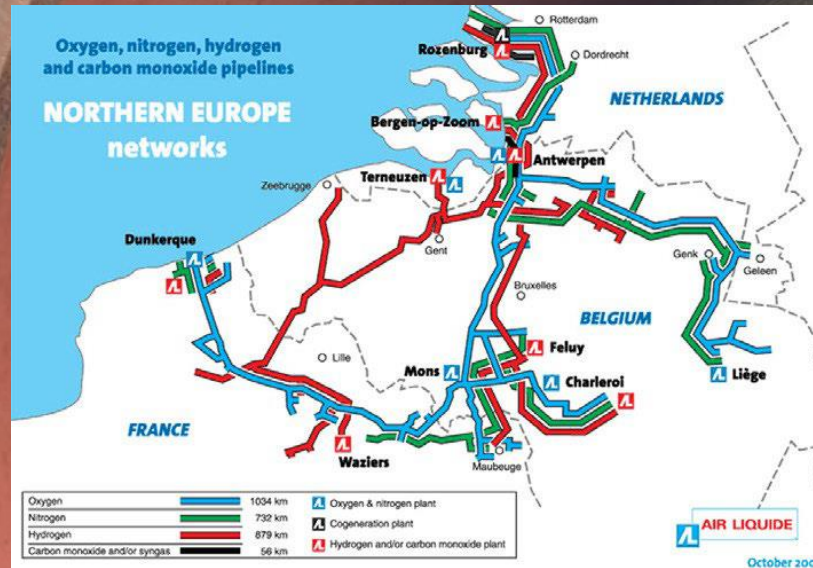 Oxygen, nitrogen, hydrogen
and carbon monoxide pipelines
NORTHERN EUROPE
networks
Rotterdam
Rozenburg
Dordrecht
NETHERLANDS
Bergen-op-Zoom
Antwerpen
Terneuzen
Zeebrugge
Dunkerque
Gent
Genk
Geleen
Bruxelles
BELGIUM
Lille
Mons
Feluy
Charleroi
Liège
FRANCE
Waziers
Maubeuge
Oxygen 1034 km
Nitrogen 732 km
Hydrogen 879 km
Carbon monoxide and/or syngas 56 km
Oxygen & nitrogen plant
Cogeneration plant
Hydrogen and/or carbon monoxide plant
AIR LIQUIDE
October